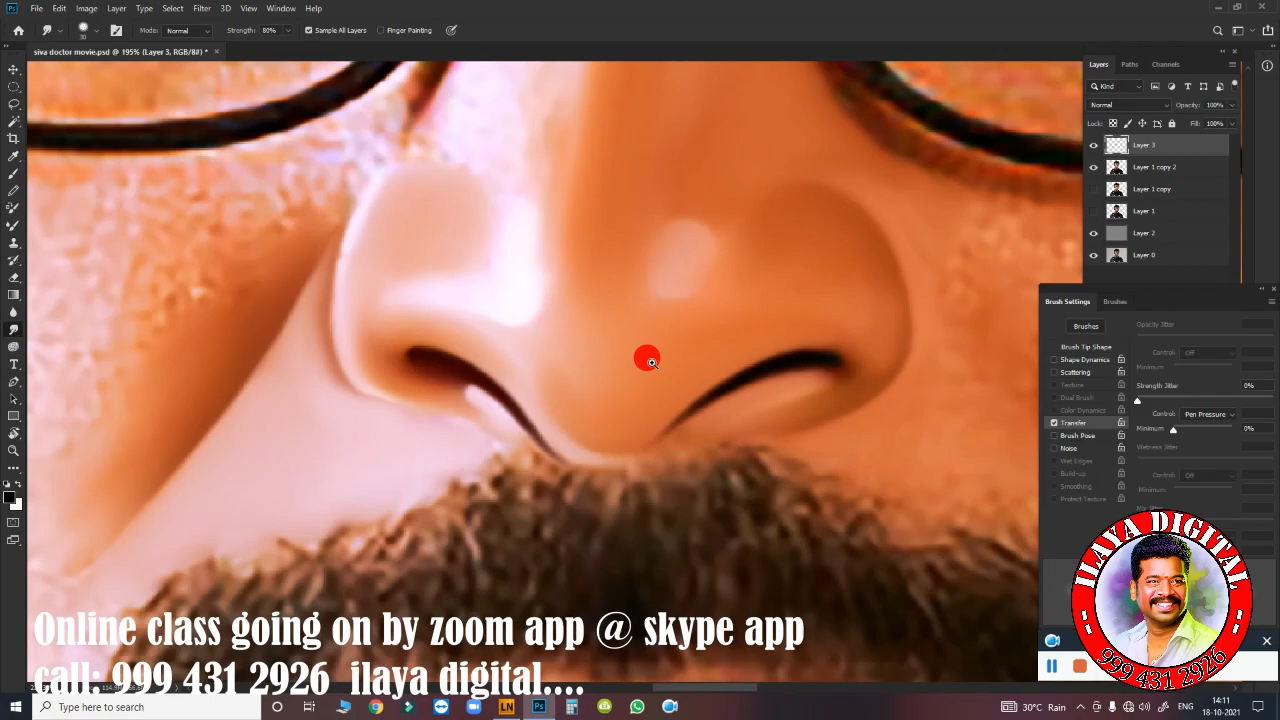 File Edit Image Layer Type Select Filter 3D View Window Help
30 Mode: Normal Strength: 80% Sample All Layers Finger Painting
siva doctor movie.psd @ 195% (Layer 3, RGB/8#) *
Layers Paths Channels
Kind
Normal Opacity: 100%
Lock: Fill: 100%
Layer 3
Layer 1 copy 2
Layer 1 copy
Layer 1
Layer 2
Layer 0
Brush Settings Brushes
Brushes Opacity Jitter
Brush Tip Shape Control: Off
Shape Dynamics Minimum
Scattering
Texture Strength Jitter 0%
Dual Brush
Color Dynamics Control: Pen Pressure
Transfer Minimum 0%
Brush Pose
Noise Wetness Jitter
Wet Edges
Build-up Control: Off
Smoothing Minimum
Protect Texture
ILAYA DIGITAL
999 431 2926
Online class going on by zoom app @ skype app
call: 999 431 2926 ilaya digital....
Type here to search
LN
Ps
30°C Rain ENG 14:11
18-10-2021